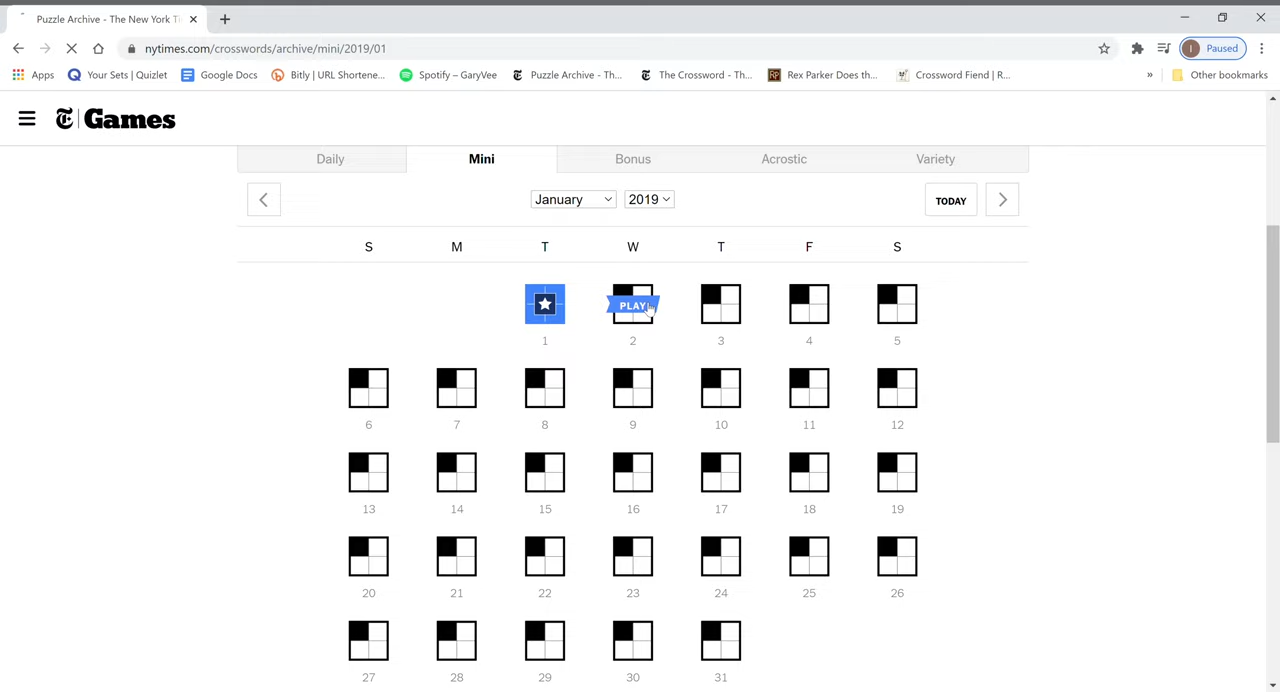 Puzzle Archive - The New York Ti
nytimes.com/crosswords/archive/mini/2019/01
Paused
Apps
Your Sets | Quizlet
Google Docs
Bitly | URL Shortene...
Spotify – GaryVee
Puzzle Archive - Th...
The Crossword - Th...
Rex Parker Does th...
Crossword Fiend | R...
»
Other bookmarks
T Games
Daily Mini Bonus Acrostic Variety
January 2019 TODAY
S M T W T F S
PLAY
1 2 3 4 5
6 7 8 9 10 11 12
13 14 15 16 17 18 19
20 21 22 23 24 25 26
27 28 29 30 31